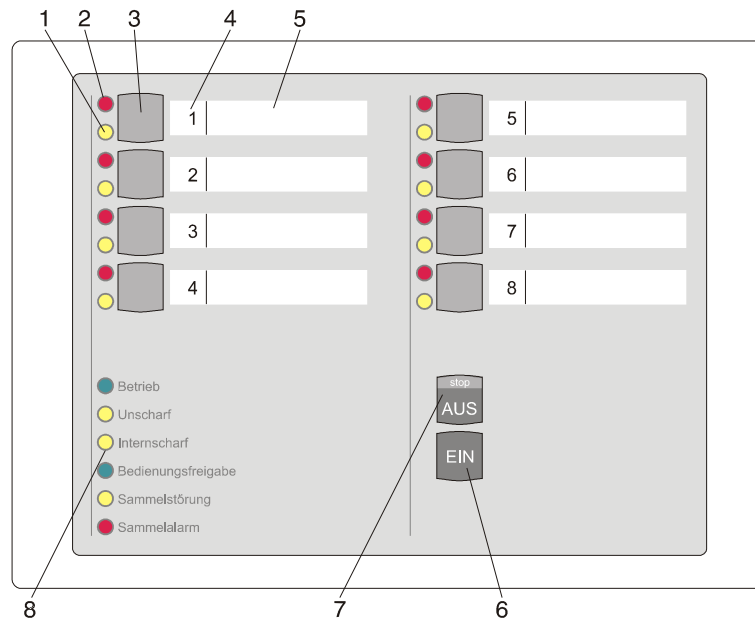 1 2 3 4 5
1
2
3
4
5
6
7
8
Betrieb
Unscharf
Internscharf
Bedienungsfreigabe
Sammelstörung
Sammelalarm
stop
AUS
EIN
8 7 6